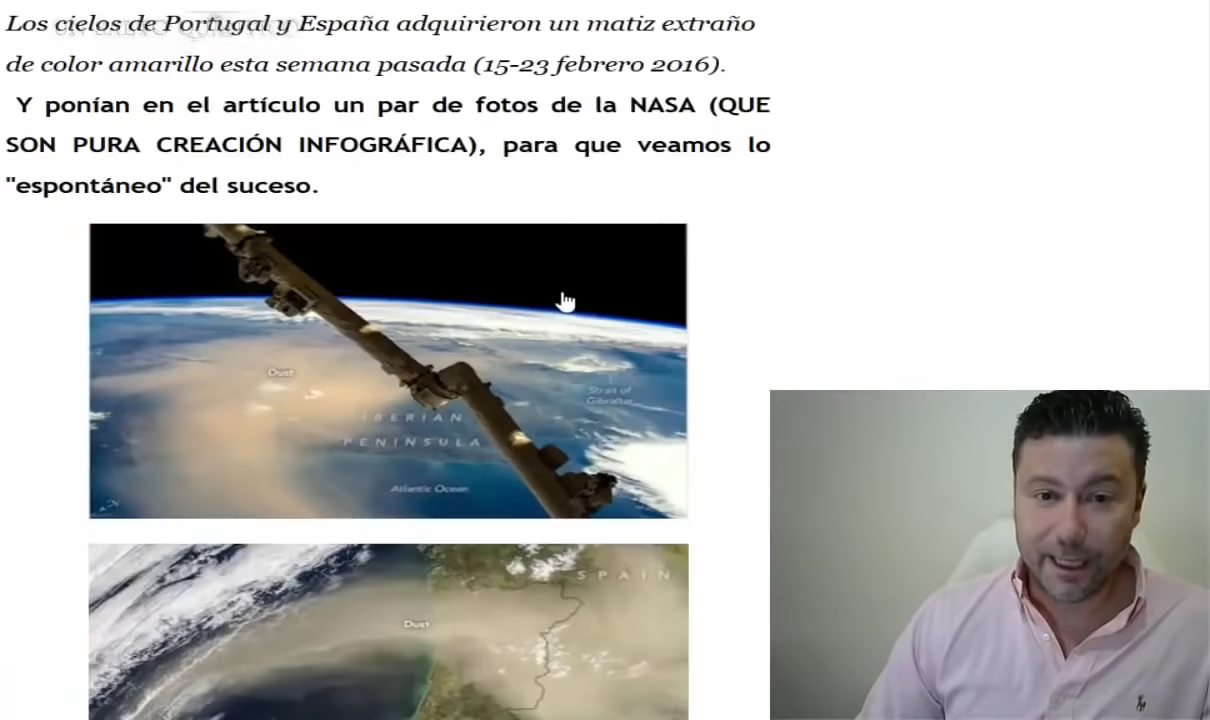 Los cielos de Portugal y España adquirieron un matiz extraño
de color amarillo esta semana pasada (15-23 febrero 2016).
Y ponían en el artículo un par de fotos de la NASA (QUE
SON PURA CREACIÓN INFOGRÁFICA), para que veamos lo
"espontáneo" del suceso.
Dust
Strait of
Gibraltar
IBERIAN
PENINSULA
Atlantic Ocean
N
SPAIN
Dust